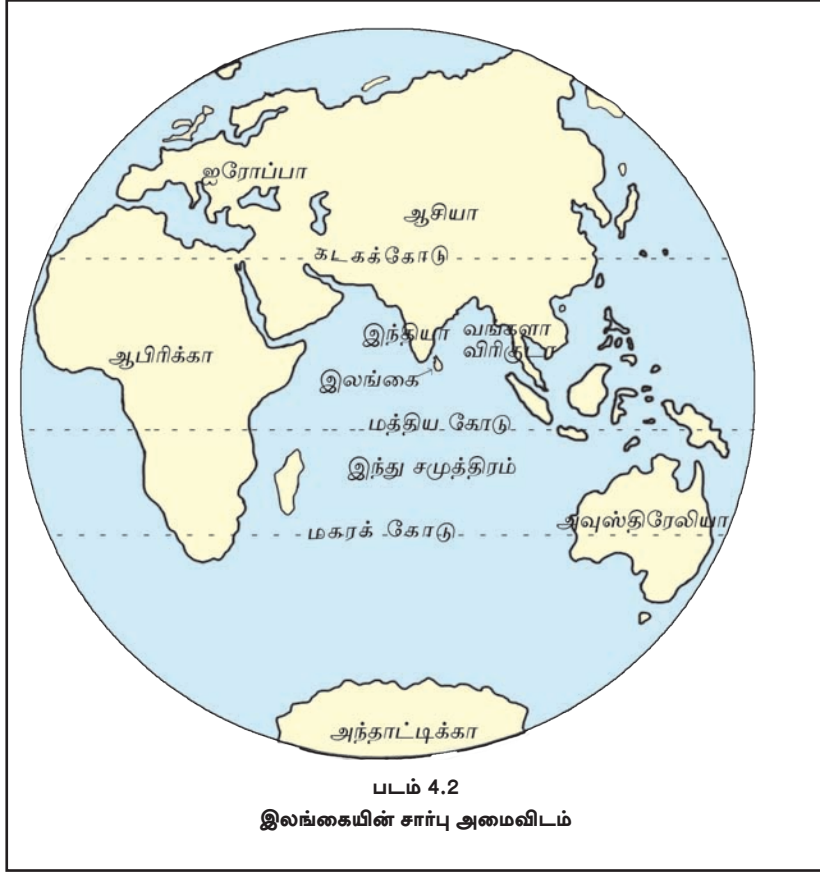 ஐரோப்பா
ஆசியா
கடகக்கோடு
இந்தியா
வங்களா
விரிகுடா
ஆபிரிக்கா
இலங்கை
மத்திய கோடு
இந்து சமுத்திரம்
அவுஸ்திரேலியா
மகரக் கோடு
அந்தாட்டிக்கா
படம் 4.2
இலங்கையின் சார்பு அமைவிடம்